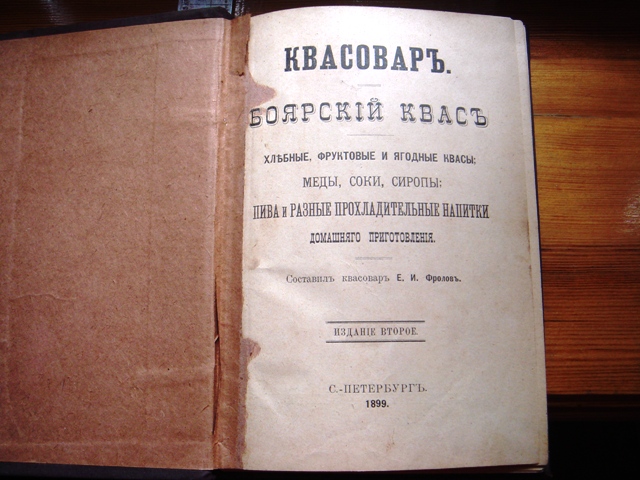 КВАСОВАРЪ.
БОЯРСКІЙ КВАСЪ
ХЛѢБНЫЕ, ФРУКТОВЫЕ И ЯГОДНЫЕ КВАСЫ:
МЕДЫ, СОКИ, СИРОПЫ:
ПИВА и РАЗНЫЕ ПРОХЛАДИТЕЛЬНЫЕ НАПИТКИ
ДОМАШНЯГО ПРИГОТОВЛЕНІЯ.
Составилъ квасоваръ Е. И. Фроловъ.
ИЗДАНІЕ ВТОРОЕ.
С.-ПЕТЕРБУРГЪ.
1899.